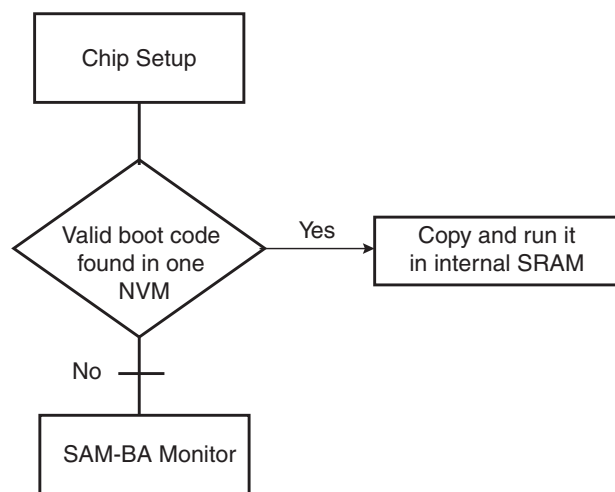 Chip Setup
Valid boot code
found in one
NVM
Yes
Copy and run it
in internal SRAM
No
SAM-BA Monitor